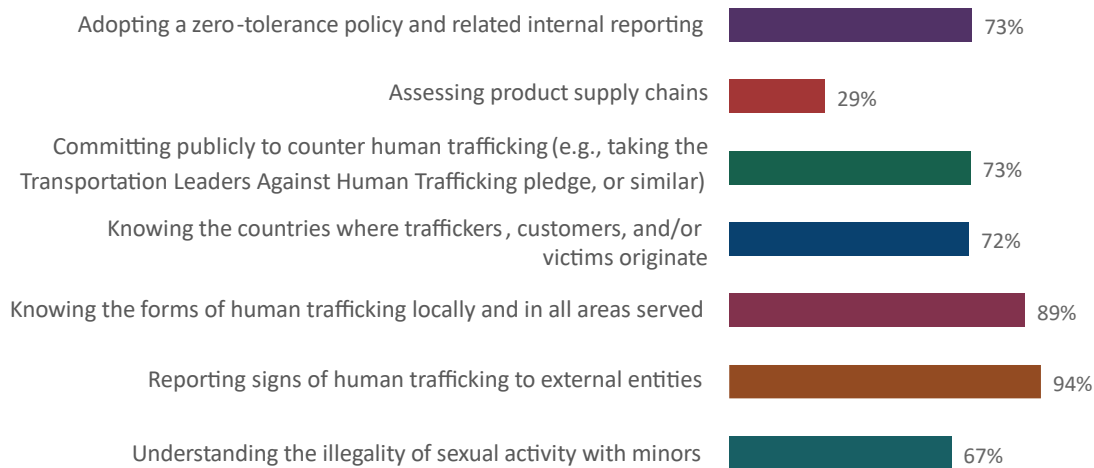 Adopting a zero-tolerance policy and related internal reporting 73%
Assessing product supply chains 29%
Committing publicly to counter human trafficking (e.g., taking the
Transportation Leaders Against Human Trafficking pledge, or similar) 73%
Knowing the countries where traffickers, customers, and/or
victims originate 72%
Knowing the forms of human trafficking locally and in all areas served 89%
Reporting signs of human trafficking to external entities 94%
Understanding the illegality of sexual activity with minors 67%